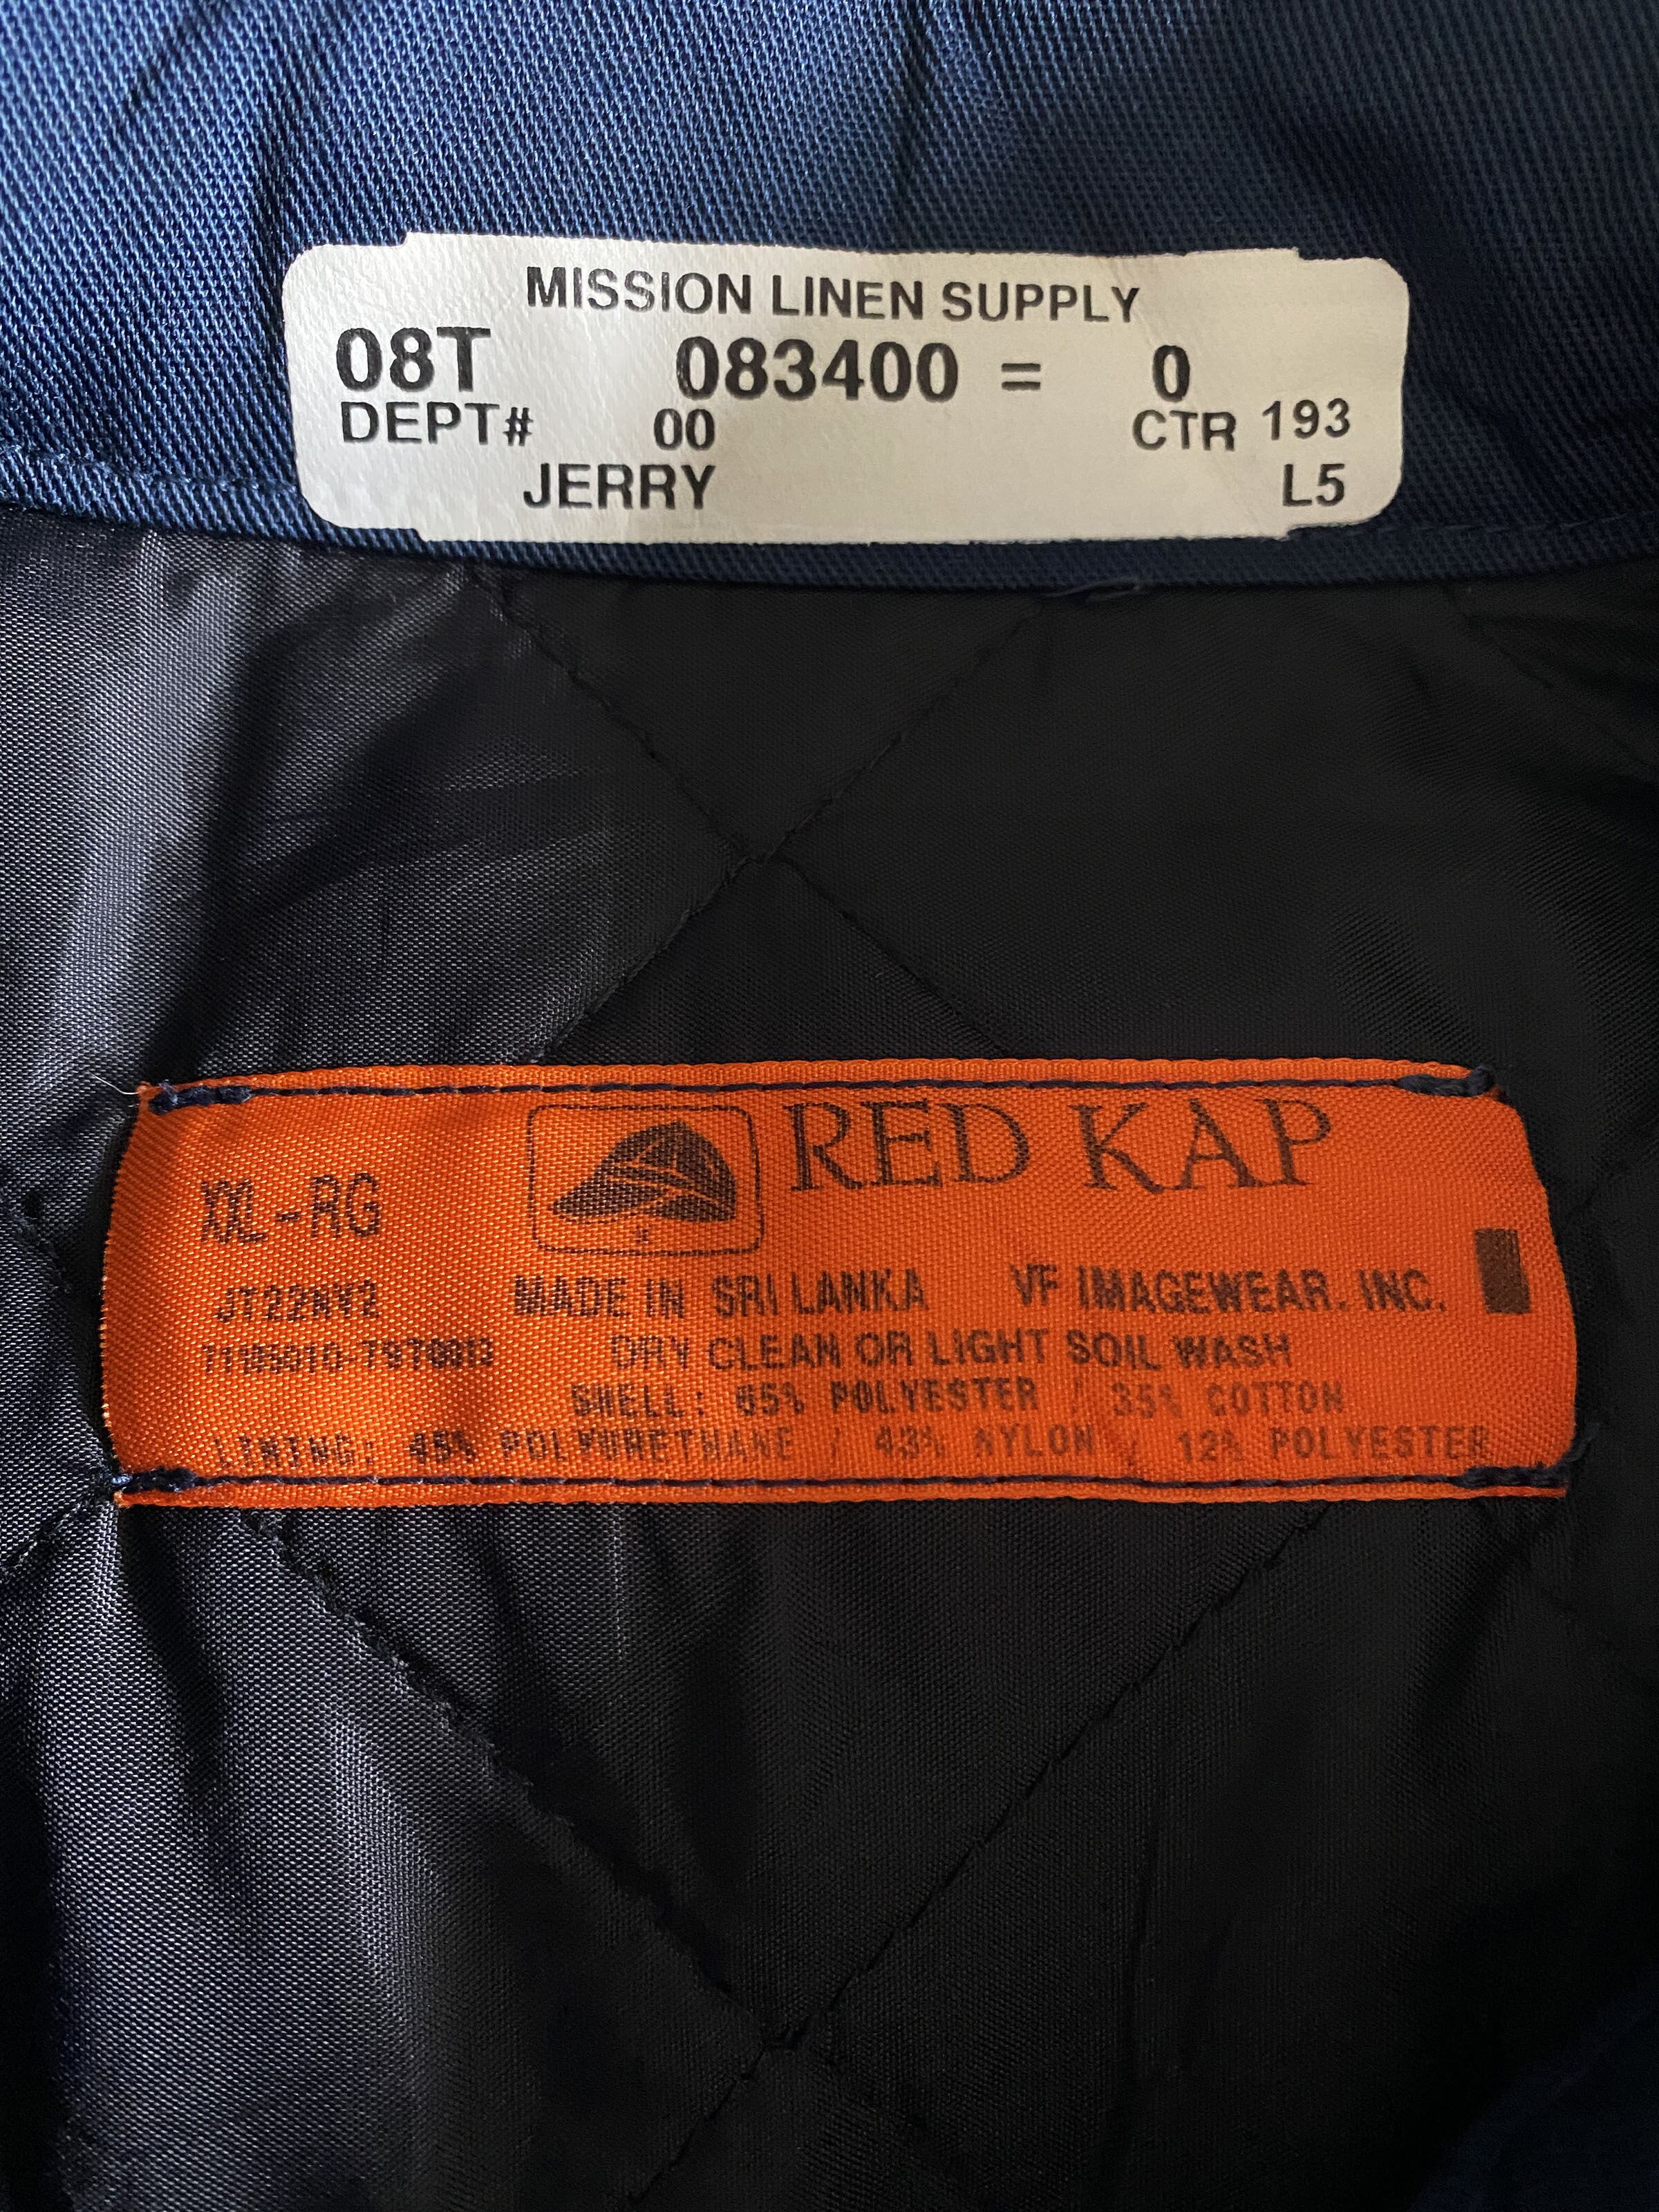 MISSION LINEN SUPPLY
08T 083400 = 0
DEPT# 00 CTR 193
JERRY L5
RED KAP
XXL-RG
JT22NV2 MADE IN SRI LANKA VF IMAGEWEAR. INC.
DRY CLEAN OR LIGHT SOIL WASH
SHELL: 65% POLYESTER / 35% COTTON
LINING: 45% POLYURETHANE / 43% NYLON / 12% POLYESTER